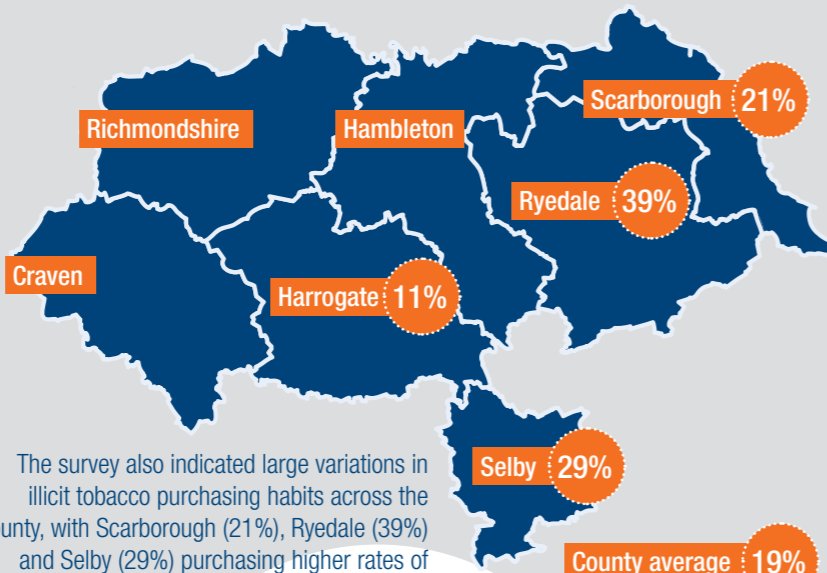 Scarborough 21%
Richmondshire
Hambleton
Ryedale 39%
Craven
Harrogate 11%
The survey also indicated large variations in
illicit tobacco purchasing habits across the
with Scarborough (21%), Ryedale (39%)
and Selby (29%) purchasing higher rates of
Selby 29%
County average 19%